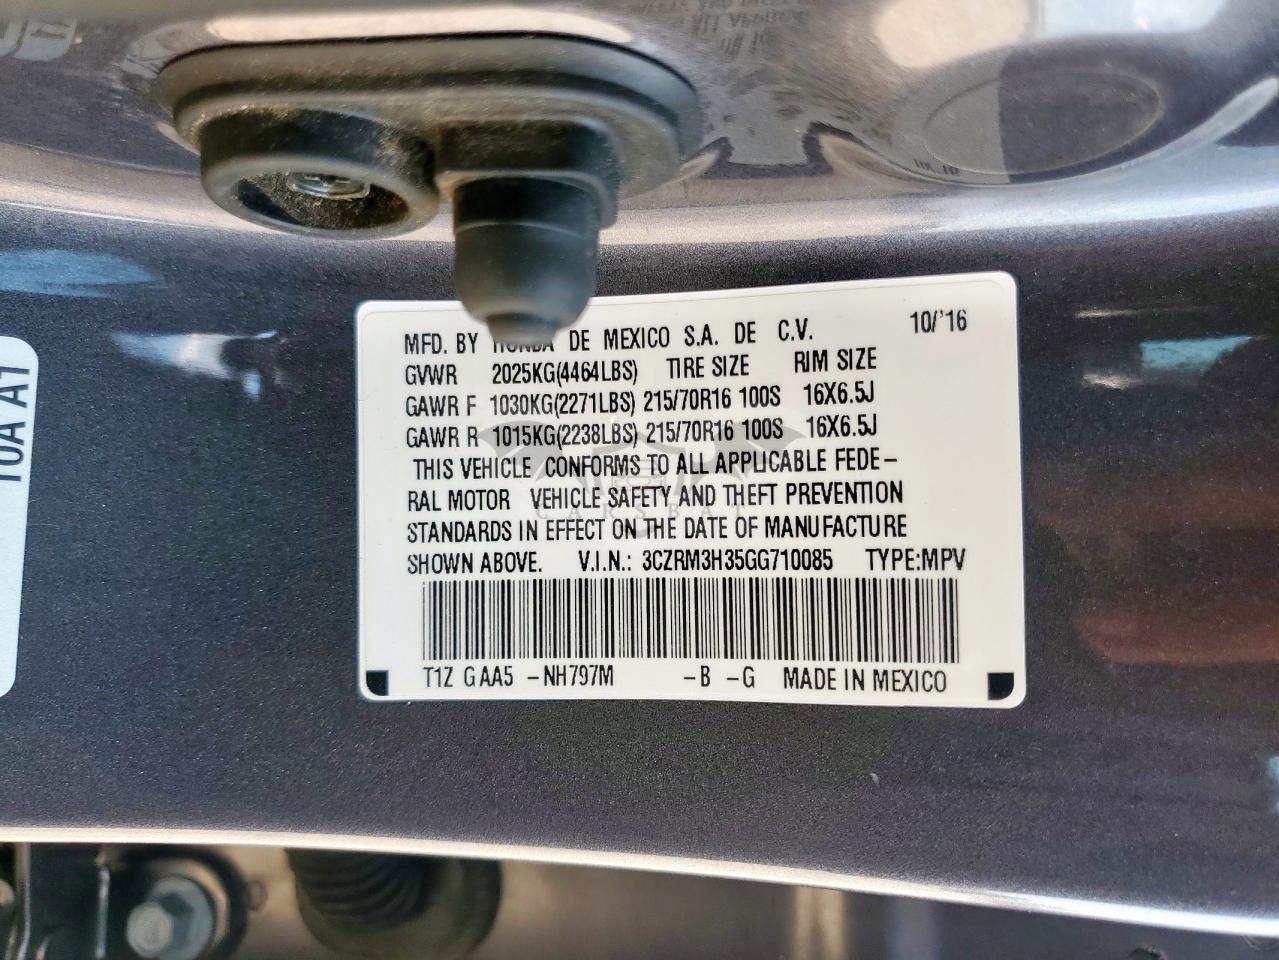 MFD. BY HONDA DE MEXICO S.A. DE C.V. 10/'16
GVWR 2025KG(4464LBS) TIRE SIZE RIM SIZE
GAWR F 1030KG(2271LBS) 215/70R16 100S 16X6.5J
GAWR R 1015KG(2238LBS) 215/70R16 100S 16X6.5J
THIS VEHICLE CONFORMS TO ALL APPLICABLE FEDE-
RAL MOTOR VEHICLE SAFETY AND THEFT PREVENTION
STANDARDS IN EFFECT ON THE DATE OF MANUFACTURE
SHOWN ABOVE. V.I.N.: 3CZRM3H35GG710085 TYPE:MPV
T1Z GAA5 -NH797M -B -G MADE IN MEXICO
10A A1
CARSBAT